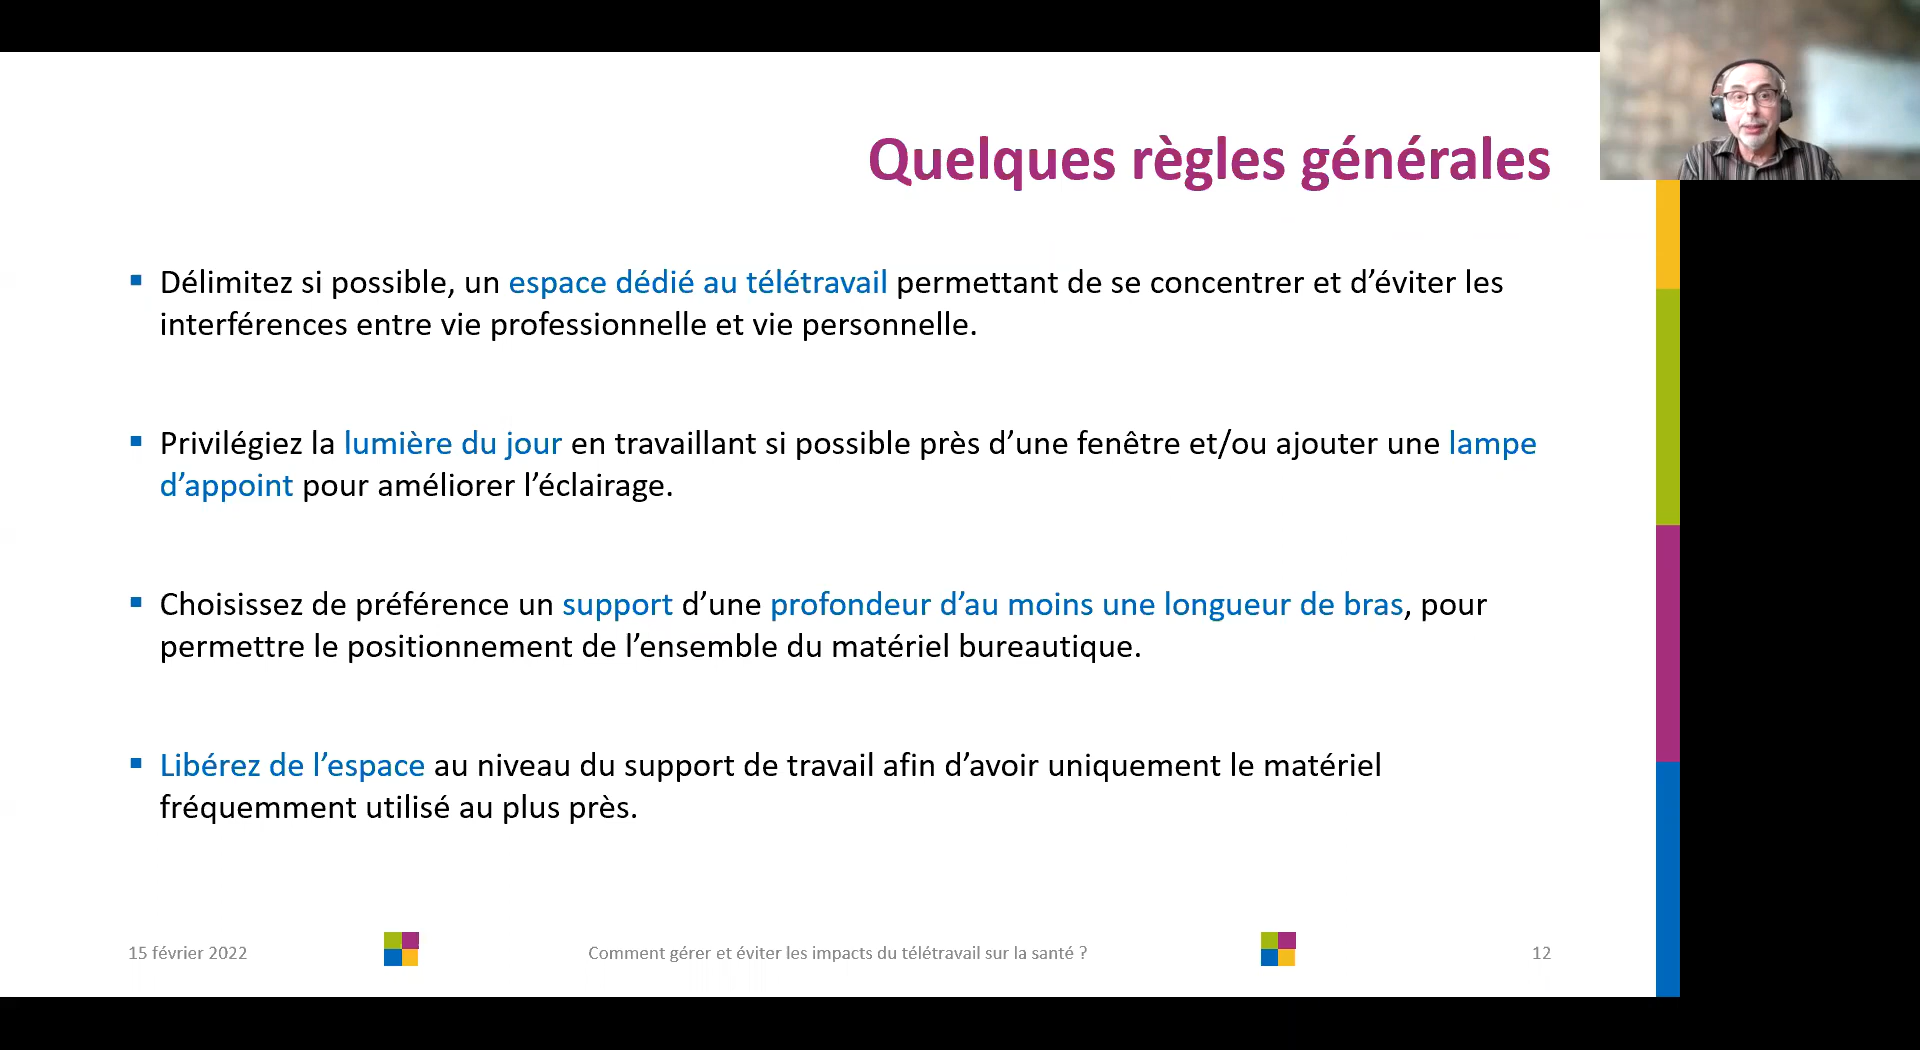 Quelques règles générales
Délimitez si possible, un espace dédié au télétravail permettant de se concentrer et d’éviter les
interférences entre vie professionnelle et vie personnelle.
Privilégiez la lumière du jour en travaillant si possible près d’une fenêtre et/ou ajouter une lampe
d’appoint pour améliorer l’éclairage.
Choisissez de préférence un support d’une profondeur d’au moins une longueur de bras, pour
permettre le positionnement de l’ensemble du matériel bureautique.
Libérez de l’espace au niveau du support de travail afin d’avoir uniquement le matériel
fréquemment utilisé au plus près.
15 février 2022
Comment gérer et éviter les impacts du télétravail sur la santé ?
12